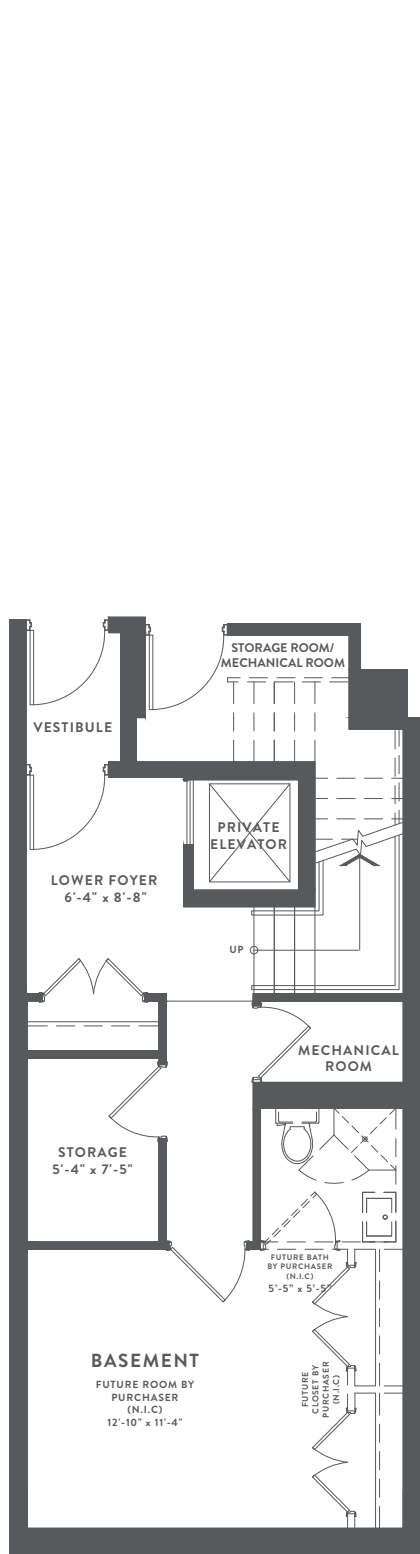 STORAGE ROOM/
MECHANICAL ROOM
VESTIBULE
PRIVATE
ELEVATOR
LOWER FOYER
6'-4" x 8'-8"
UP
MECHANICAL
ROOM
STORAGE
5'-4" x 7'-5"
FUTURE BATH
BY PURCHASER
(N.I.C)
5'-5" x 5'-5"
BASEMENT
FUTURE ROOM BY
PURCHASER
(N.I.C)
12'-10" x 11'-4"
FUTURE
CLOSET BY
PURCHASER
(N.I.C)